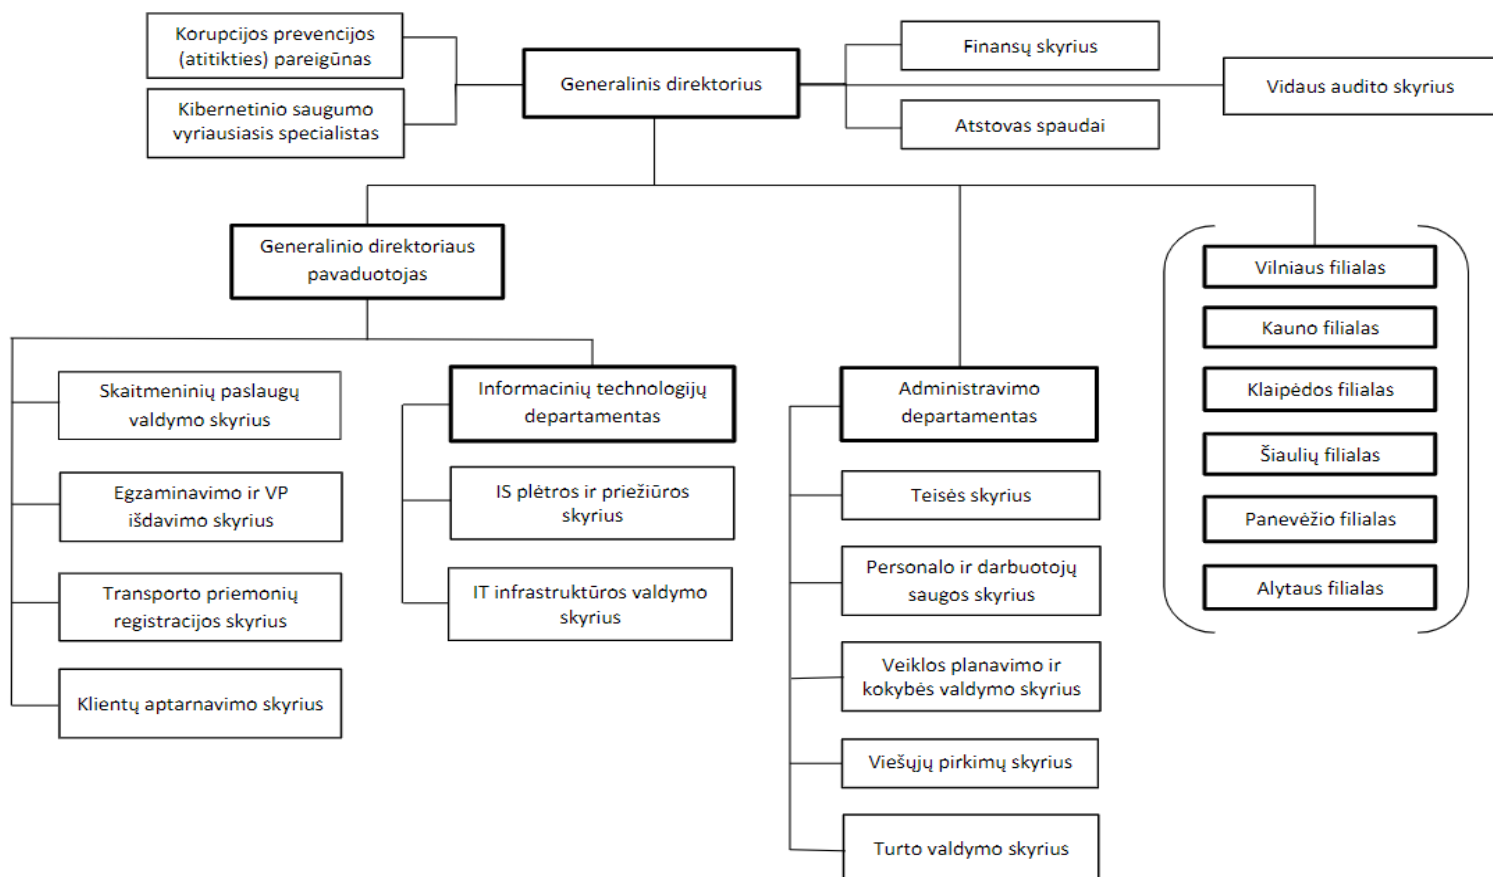 Korupcijos prevencijos
(atitikties) pareigūnas
Kibernetinio saugumo
vyriausiasis specialistas
Generalinis direktorius
Finansų skyrius
Atstovas spaudai
Vidaus audito skyrius
Generalinio direktoriaus
pavaduotojas
Skaitmeninių paslaugų
valdymo skyrius
Egzaminavimo ir VP
išdavimo skyrius
Transporto priemonių
registracijos skyrius
Klientų aptarnavimo skyrius
Informacinių technologijų
departamentas
IS plėtros ir priežiūros
skyrius
IT infrastruktūros valdymo
skyrius
Administravimo
departamentas
Teisės skyrius
Personalo ir darbuotojų
saugos skyrius
Veiklos planavimo ir
kokybės valdymo skyrius
Viešųjų pirkimų skyrius
Turto valdymo skyrius
Vilniaus filialas
Kauno filialas
Klaipėdos filialas
Šiaulių filialas
Panevėžio filialas
Alytaus filialas